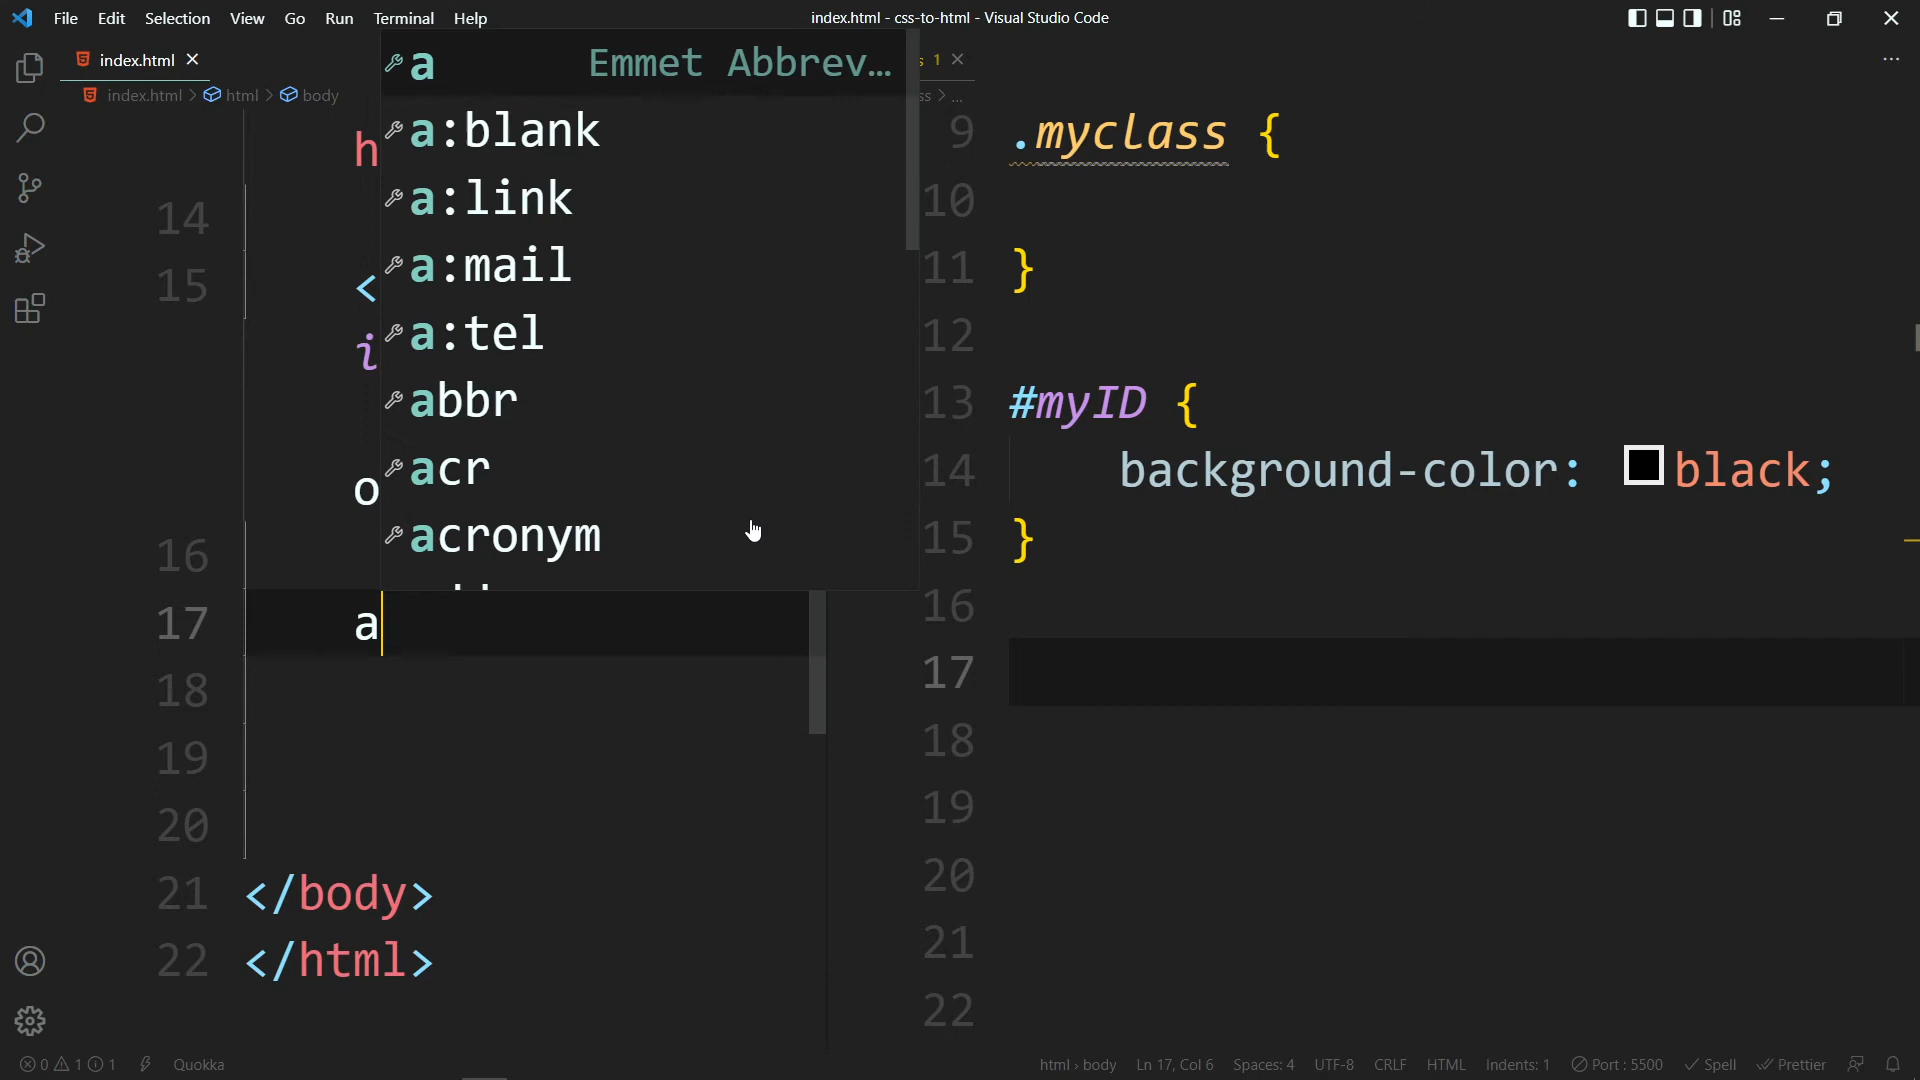 File Edit Selection View Go Run Terminal Help
index.html - css-to-html - Visual Studio Code
index.html
s 1
index.html > html > body
ss > ...
h
14
15 <
i
o
16
17 a
18
19
20
21 </body>
22 </html>
a Emmet Abbrev...
a:blank
a:link
a:mail
a:tel
abbr
acr
acronym
9 .myclass {
10
11 }
12
13 #myID {
14 background-color: black;
15 }
16
17
18
19
20
21
22
0 1 1 Quokka
html › body Ln 17, Col 6 Spaces: 4 UTF-8 CRLF HTML Indents: 1 Port : 5500 Spell Prettier